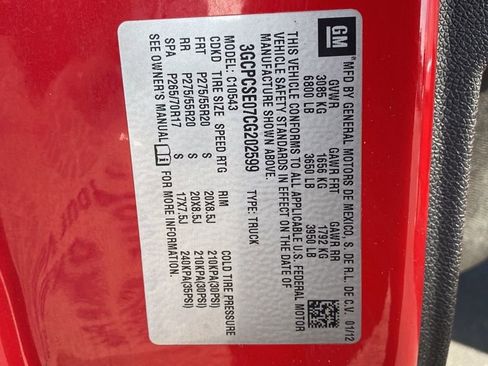 GM
MFD BY GENERAL MOTORS DE MEXICO, S. DE R.L. DE C.V. 01/12
GVWR GAWR FRT GAWR RR
3085 KG 1656 KG 1792 KG
6800 LB 3650 LB 3950 LB
THIS VEHICLE CONFORMS TO ALL APPLICABLE U.S. FEDERAL MOTOR
VEHICLE SAFETY STANDARDS IN EFFECT ON THE DATE OF
MANUFACTURE SHOWN ABOVE.
3GCPCSE07CG202599 TYPE: TRUCK
MODEL: C10543
CDKD TIRE SIZE SPEED RTG RIM COLD TIRE PRESSURE
FRT P275/55R20 S 20X8.5J 210KPA(30PSI)
RR P275/55R20 S 20X8.5J 210KPA(30PSI)
SPA P265/70R17 S 17X7.5J 240KPA(35PSI)
SEE OWNER'S MANUAL FOR MORE INFORMATION.